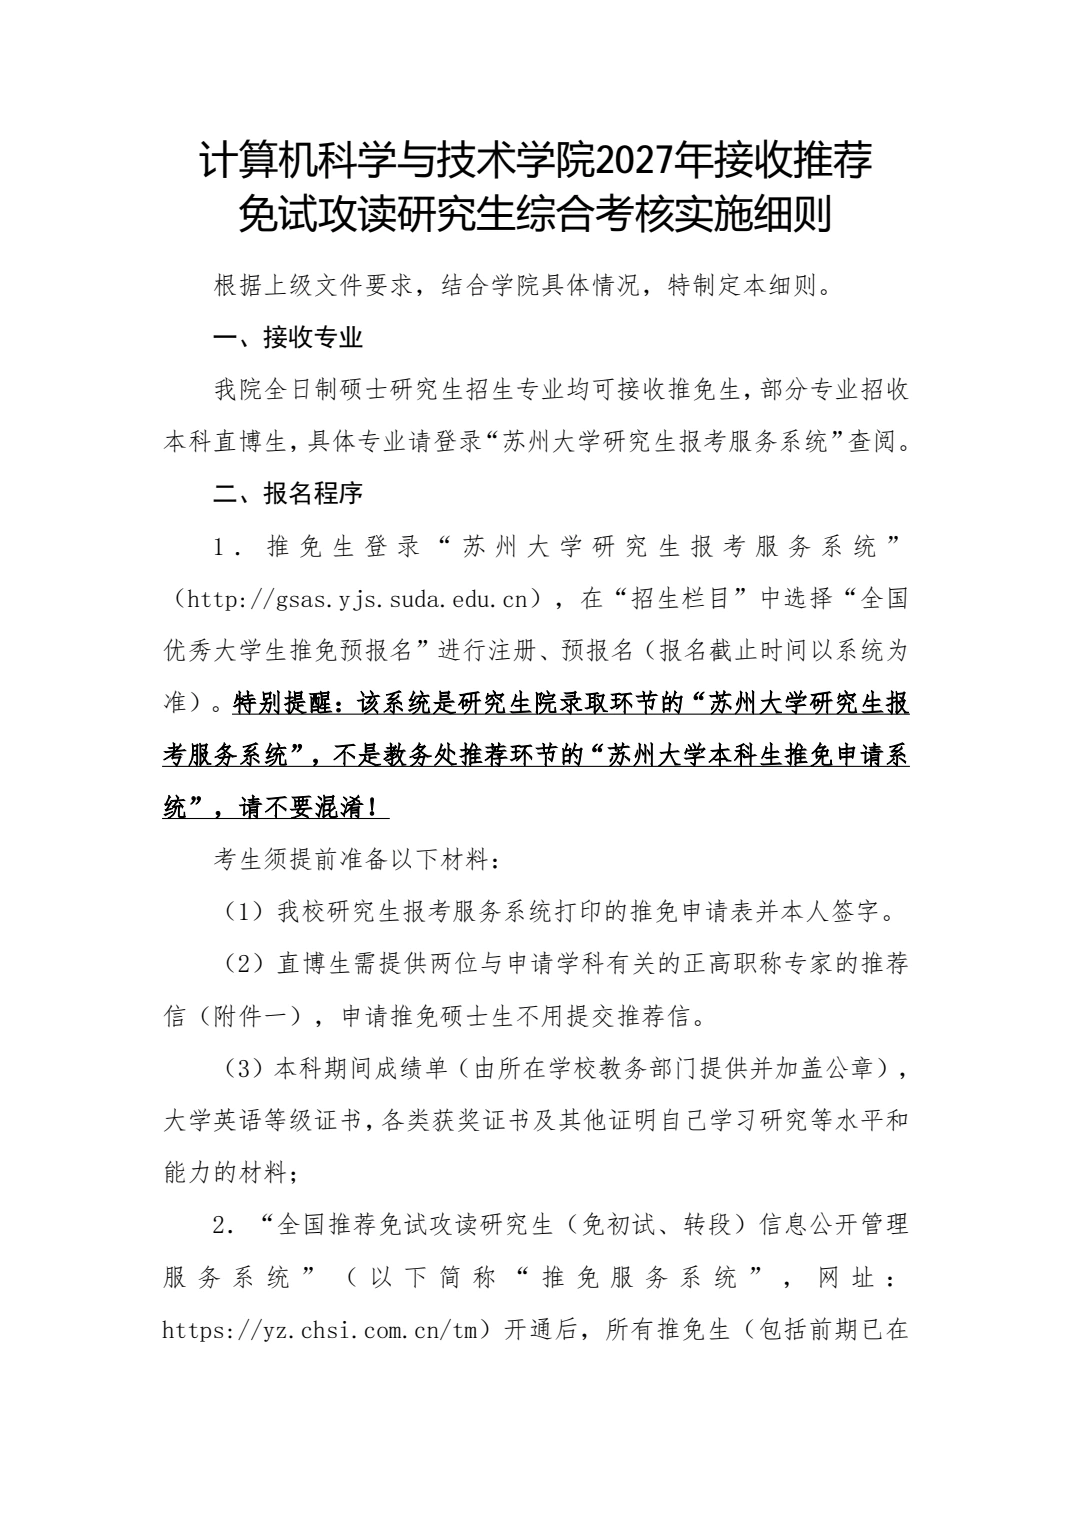 计算机科学与技术学院2027年接收推荐
免试攻读研究生综合考核实施细则
根据上级文件要求，结合学院具体情况，特制定本细则。
一、接收专业
我院全日制硕士研究生招生专业均可接收推免生，部分专业招收
本科直博生，具体专业请登录“苏州大学研究生报考服务系统”查阅。
二、报名程序
1．推免生登录“苏州大学研究生报考服务系统”
（http://gsas.yjs.suda.edu.cn），在“招生栏目”中选择“全国
优秀大学生推免预报名”进行注册、预报名（报名截止时间以系统为
准）。特别提醒：该系统是研究生院录取环节的“苏州大学研究生报
考服务系统”，不是教务处推荐环节的“苏州大学本科生推免申请系
统”，请不要混淆！
考生须提前准备以下材料：
（1）我校研究生报考服务系统打印的推免申请表并本人签字。
（2）直博生需提供两位与申请学科有关的正高职称专家的推荐
信（附件一），申请推免硕士生不用提交推荐信。
（3）本科期间成绩单（由所在学校教务部门提供并加盖公章），
大学英语等级证书，各类获奖证书及其他证明自己学习研究等水平和
能力的材料；
2．“全国推荐免试攻读研究生（免初试、转段）信息公开管理
服务系统”（以下简称“推免服务系统”，网址：
https://yz.chsi.com.cn/tm）开通后，所有推免生（包括前期已在